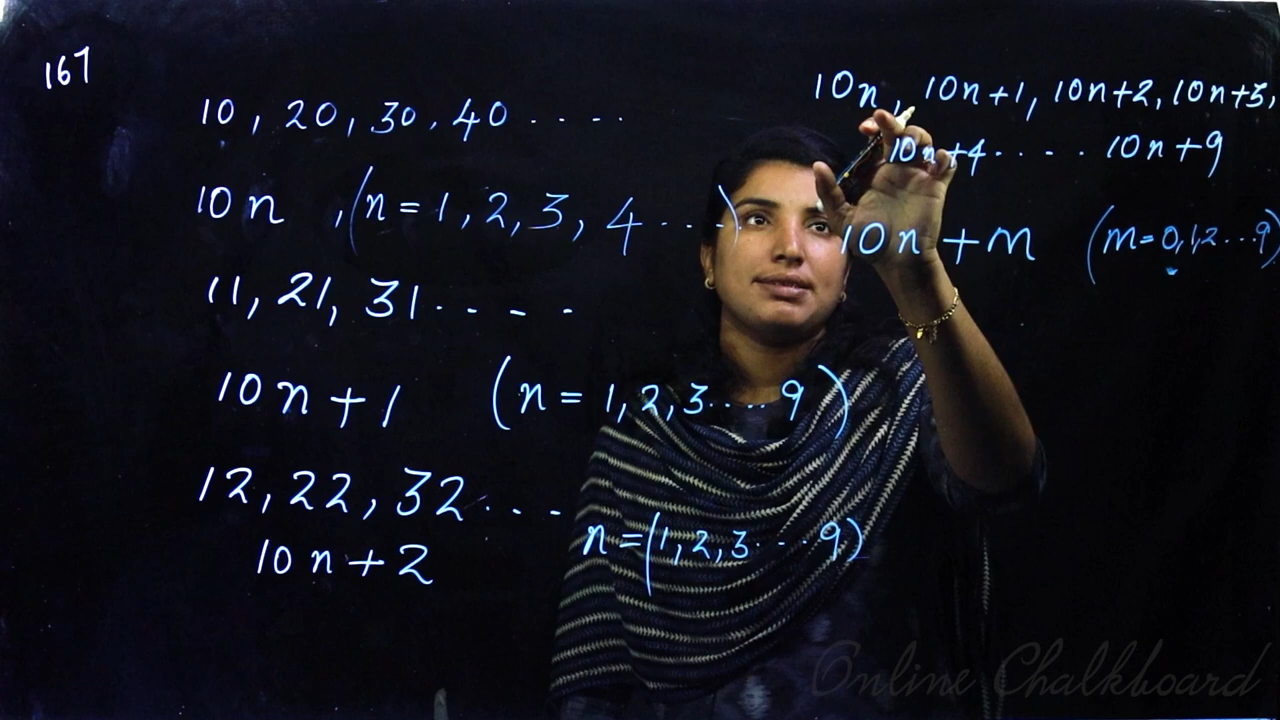 167
10, 20, 30, 40 ....
10n , (n = 1, 2, 3, 4 ...)
11, 21, 31 ....
10n + 1 (n = 1, 2, 3 .... 9)
12, 22, 32 ...
10n + 2 n = (1, 2, 3 ... 9)
10n, 10n+1, 10n+2, 10n+3,
10n+4 .... 10n+9
10n + m (m = 0, 1, 2 ... 9)
Online Chalkboard